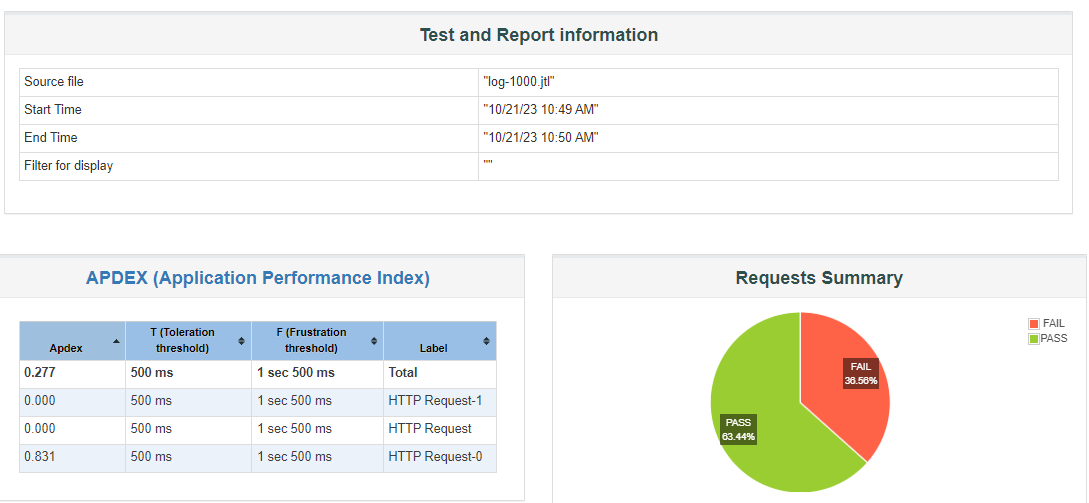 Test and Report information
Source file "log-1000.jtl"
Start Time "10/21/23 10:49 AM"
End Time "10/21/23 10:50 AM"
Filter for display ""
APDEX (Application Performance Index)
Apdex T (Toleration threshold) F (Frustration threshold) Label
0.277 500 ms 1 sec 500 ms Total
0.000 500 ms 1 sec 500 ms HTTP Request-1
0.000 500 ms 1 sec 500 ms HTTP Request
0.831 500 ms 1 sec 500 ms HTTP Request-0
Requests Summary
FAIL
PASS
FAIL
36.56%
PASS
63.44%